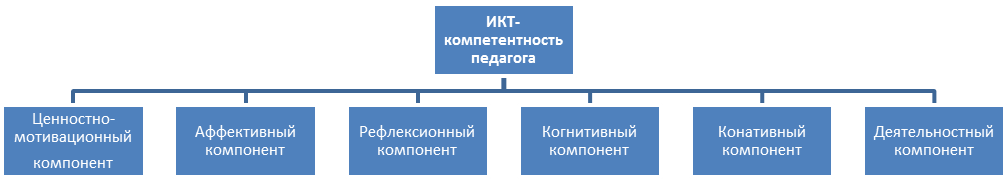 ИКТ-
компетентность
педагога
Ценностно-
мотивационный
компонент
Аффективный
компонент
Рефлексионный
компонент
Когнитивный
компонент
Конативный
компонент
Деятельностный
компонент